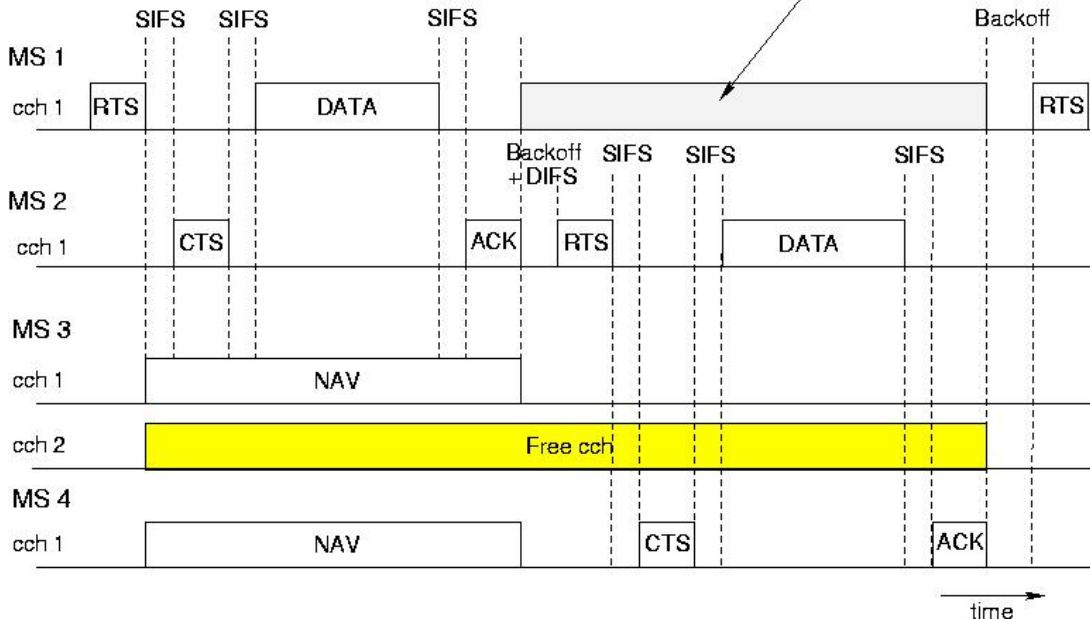 SIFS SIFS SIFS Backoff
MS 1
cch 1 RTS DATA RTS
Backoff + DIFS SIFS SIFS SIFS
MS 2
cch 1 CTS ACK RTS DATA
MS 3
cch 1 NAV
cch 2 Free cch
MS 4
cch 1 NAV CTS ACK
time